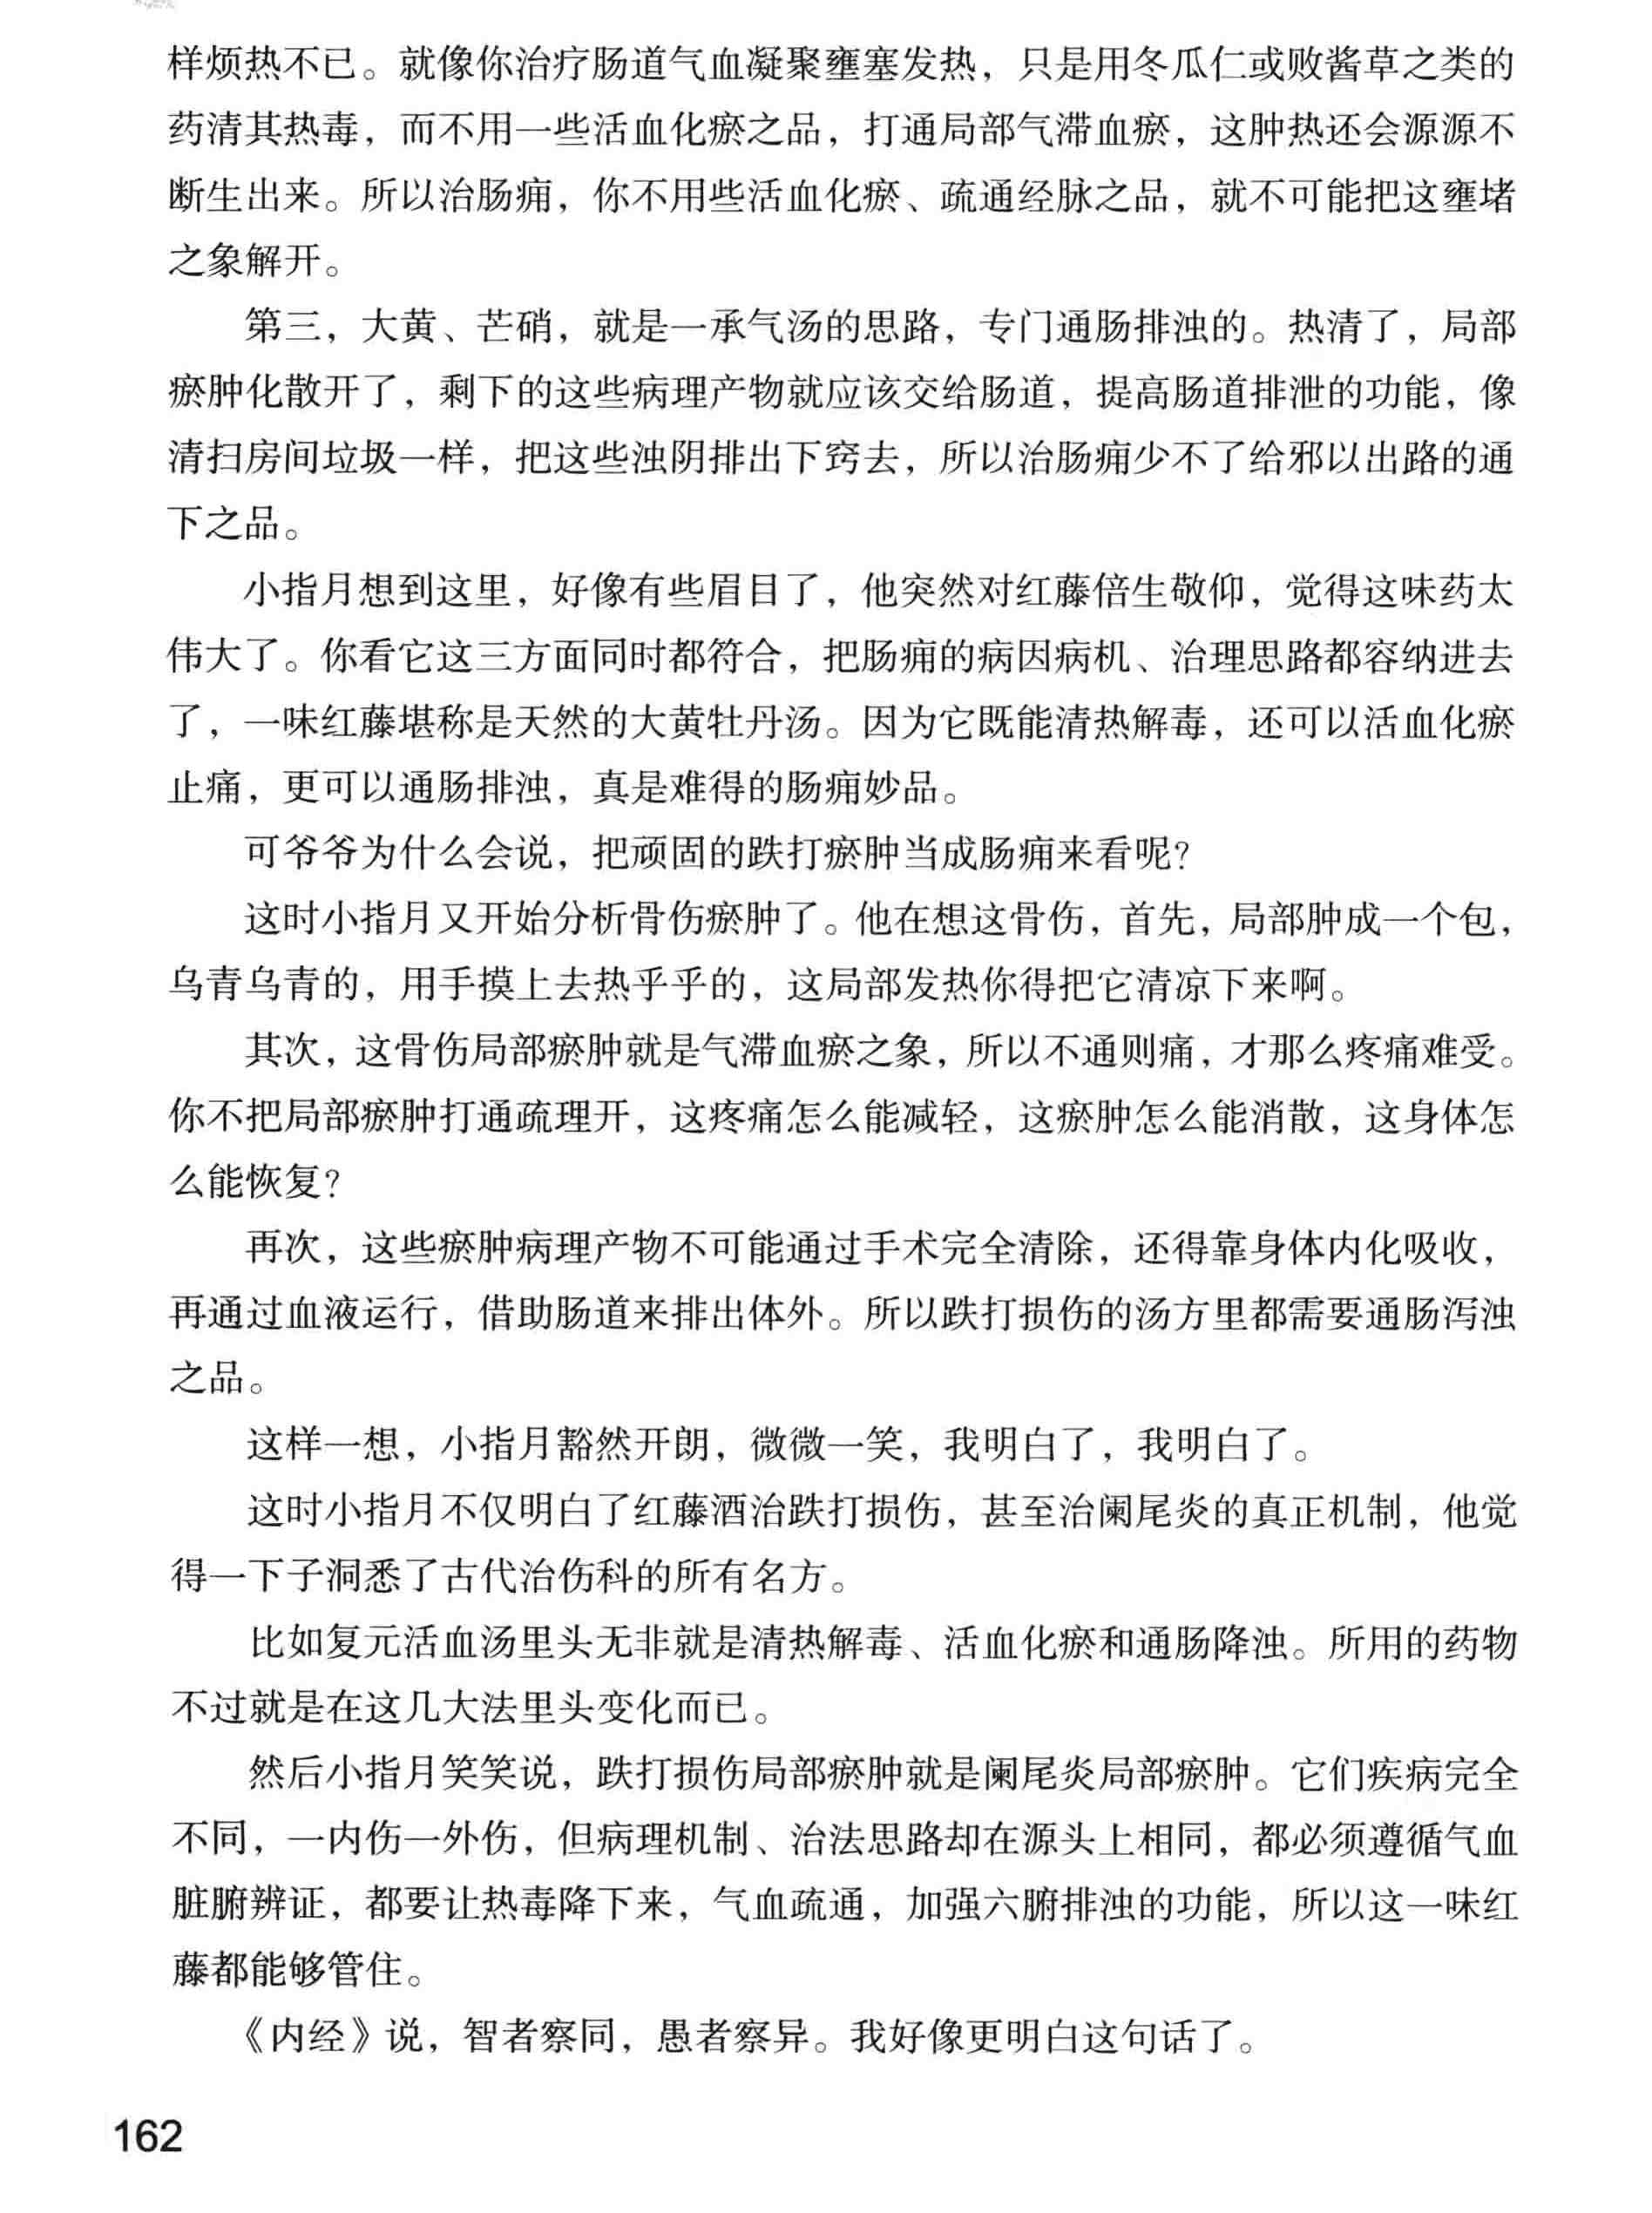 样烦热不已。就像你治疗肠道气血凝聚壅塞发热，只是用冬瓜仁或败酱草之类的
药清其热毒，而不用一些活血化瘀之品，打通局部气滞血瘀，这肿热还会源源不
断生出来。所以治肠痈，你不用些活血化瘀、疏通经脉之品，就不可能把这壅堵
之象解开。
第三，大黄、芒硝，就是一承气汤的思路，专门通肠排浊的。热清了，局部
瘀肿化散开了，剩下的这些病理产物就应该交给肠道，提高肠道排泄的功能，像
清扫房间垃圾一样，把这些浊阴排出下窍去，所以治肠痈少不了给邪以出路的通
下之品。
小指月想到这里，好像有些眉目了，他突然对红藤倍生敬仰，觉得这味药太
伟大了。你看它这三方面同时都符合，把肠痈的病因病机、治理思路都容纳进去
了，一味红藤堪称是天然的大黄牡丹汤。因为它既能清热解毒，还可以活血化瘀
止痛，更可以通肠排浊，真是难得的肠痈妙品。
可爷爷为什么会说，把顽固的跌打瘀肿当成肠痈来看呢？
这时小指月又开始分析骨伤瘀肿了。他在想这骨伤，首先，局部肿成一个包，
乌青乌青的，用手摸上去热乎乎的，这局部发热你得把它清凉下来啊。
其次，这骨伤局部瘀肿就是气滞血瘀之象，所以不通则痛，才那么疼痛难受。
你不把局部瘀肿打通疏理开，这疼痛怎么能减轻，这瘀肿怎么能消散，这身体怎
么能恢复？
再次，这些瘀肿病理产物不可能通过手术完全清除，还得靠身体内化吸收，
再通过血液运行，借助肠道来排出体外。所以跌打损伤的汤方里都需要通肠泻浊
之品。
这样一想，小指月豁然开朗，微微一笑，我明白了，我明白了。
这时小指月不仅明白了红藤酒治跌打损伤，甚至治阑尾炎的真正机制，他觉
得一下子洞悉了古代治伤科的所有名方。
比如复元活血汤里头无非就是清热解毒、活血化瘀和通肠降浊。所用的药物
不过就是在这几大法里头变化而已。
然后小指月笑笑说，跌打损伤局部瘀肿就是阑尾炎局部瘀肿。它们疾病完全
不同，一内伤一外伤，但病理机制、治法思路却在源头上相同，都必须遵循气血
脏腑辨证，都要让热毒降下来，气血疏通，加强六腑排浊的功能，所以这一味红
藤都能够管住。
《内经》说，智者察同，愚者察异。我好像更明白这句话了。
162